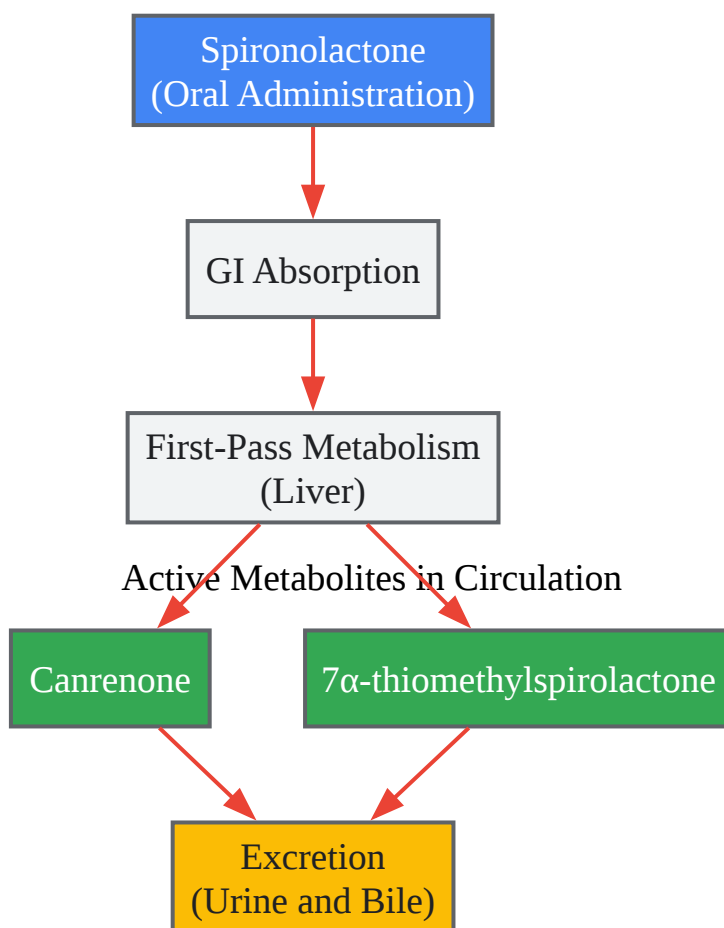 Spironolactone
(Oral Administration)
GI Absorption
First-Pass Metabolism
(Liver)
Active Metabolites in Circulation
Canrenone
7α-thiomethylspirolactone
Excretion
(Urine and Bile)